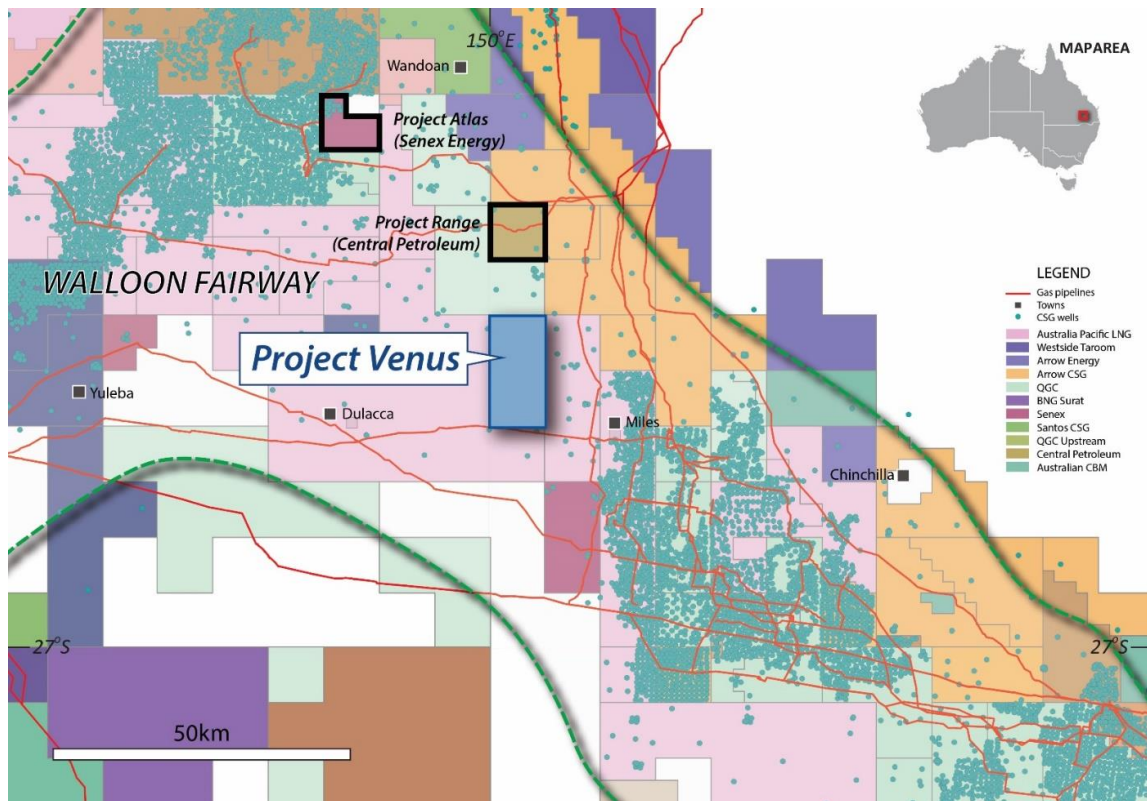 150°E
MAPAREA
Wandoan
Project Atlas
(Senex Energy)
Project Range
(Central Petroleum)
WALLOON FAIRWAY
Project Venus
Yuleba
Dulacca
Miles
Chinchilla
LEGEND
Gas pipelines
Towns
CSG wells
Australia Pacific LNG
Westside Taroom
Arrow Energy
Arrow CSG
QGC
BNG Surat
Senex
Santos CSG
QGC Upstream
Central Petroleum
Australian CBM
27°S
27°S
50km